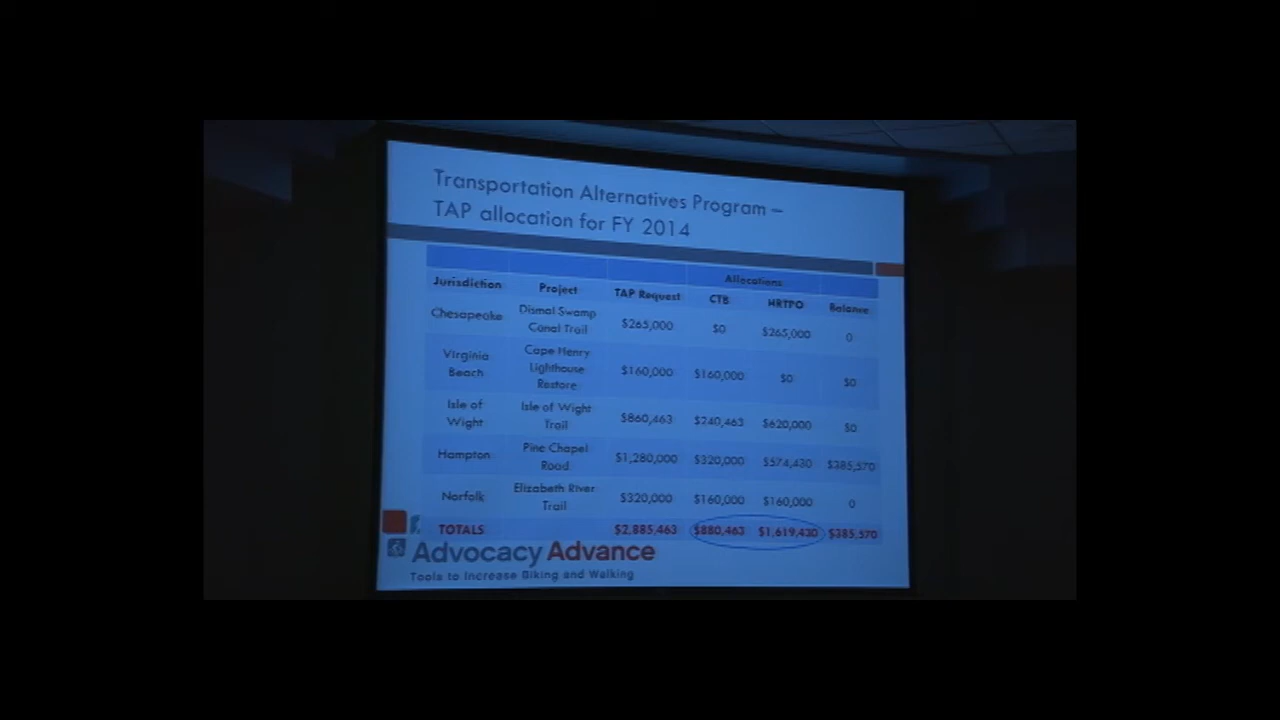 Transportation Alternatives Program –
TAP allocation for FY 2014
Allocations
Jurisdiction Project TAP Request CTB HRTPO Balance
Chesapeake Dismal Swamp Canal Trail $265,000 $0 $265,000 0
Virginia Beach Cape Henry Lighthouse Restore $160,000 $160,000 $0 $0
Isle of Wight Isle of Wight Trail $860,463 $240,463 $620,000 $0
Hampton Pine Chapel Road $1,280,000 $320,000 $574,430 $385,570
Norfolk Elizabeth River Trail $320,000 $160,000 $160,000 0
TOTALS $2,885,463 $880,463 $1,619,430 $385,570
Advocacy Advance
Tools to Increase Biking and Walking